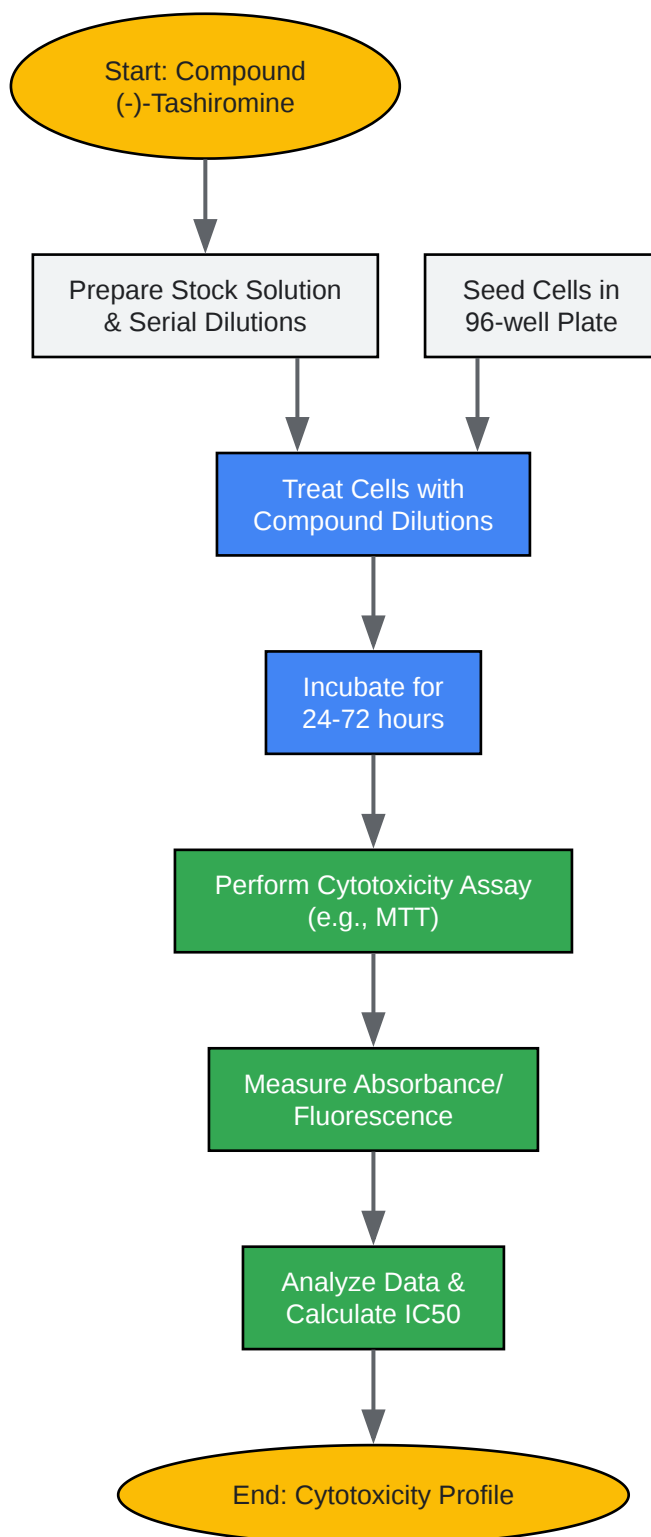 Start: Compound
(-)-Tashiromine
Prepare Stock Solution
& Serial Dilutions
Seed Cells in
96-well Plate
Treat Cells with
Compound Dilutions
Incubate for
24-72 hours
Perform Cytotoxicity Assay
(e.g., MTT)
Measure Absorbance/
Fluorescence
Analyze Data &
Calculate IC50
End: Cytotoxicity Profile